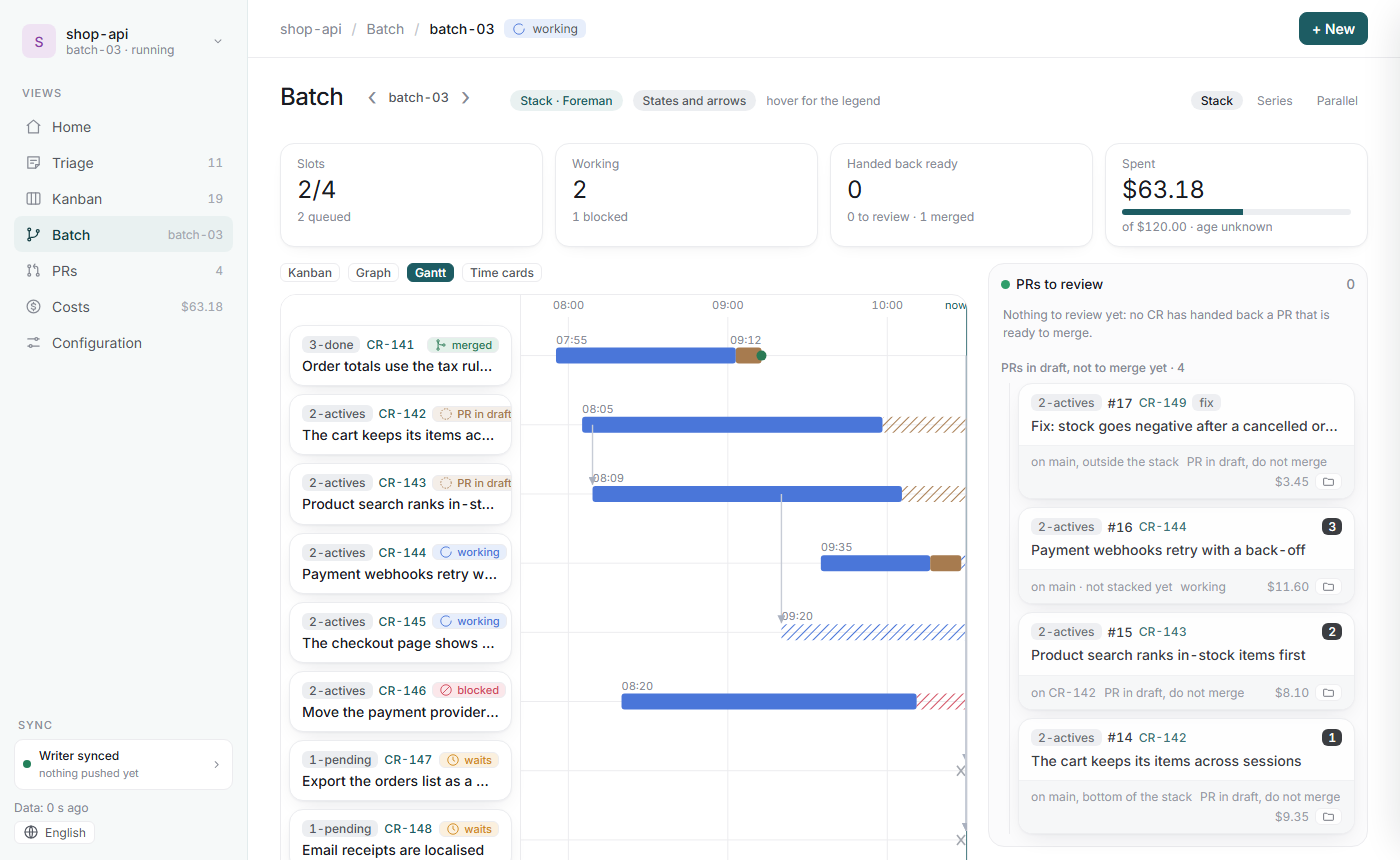 S
shop-api
batch-03 · running
VIEWS
Home
Triage 11
Kanban 19
Batch batch-03
PRs 4
Costs $63.18
Configuration
SYNC
Writer synced
nothing pushed yet
Data: 0 s ago
English
shop-api / Batch / batch-03 working
+ New
Batch
batch-03
Stack · Foreman
States and arrows
hover for the legend
Stack Series Parallel
Slots
2/4
2 queued
Working
2
1 blocked
Handed back ready
0
0 to review · 1 merged
Spent
$63.18
of $120.00 · age unknown
Kanban Graph Gantt Time cards
08:00 09:00 10:00 now
3-done CR-141 merged
Order totals use the tax rul...
07:55 09:12
2-actives CR-142 PR in draft
The cart keeps its items ac...
08:05
2-actives CR-143 PR in draft
Product search ranks in-st...
08:09
2-actives CR-144 working
Payment webhooks retry w...
09:35
2-actives CR-145 working
The checkout page shows ...
09:20
2-actives CR-146 blocked
Move the payment provider...
08:20
1-pending CR-147 waits
Export the orders list as a ...
X
1-pending CR-148 waits
Email receipts are localised
X
PRs to review 0
Nothing to review yet: no CR has handed back a PR that is
ready to merge.
PRs in draft, not to merge yet · 4
2-actives #17 CR-149 fix
Fix: stock goes negative after a cancelled or...
on main, outside the stack PR in draft, do not merge
$3.45
2-actives #16 CR-144 3
Payment webhooks retry with a back-off
on main · not stacked yet working $11.60
2-actives #15 CR-143 2
Product search ranks in-stock items first
on CR-142 PR in draft, do not merge $8.10
2-actives #14 CR-142 1
The cart keeps its items across sessions
on main, bottom of the stack PR in draft, do not merge
$9.35